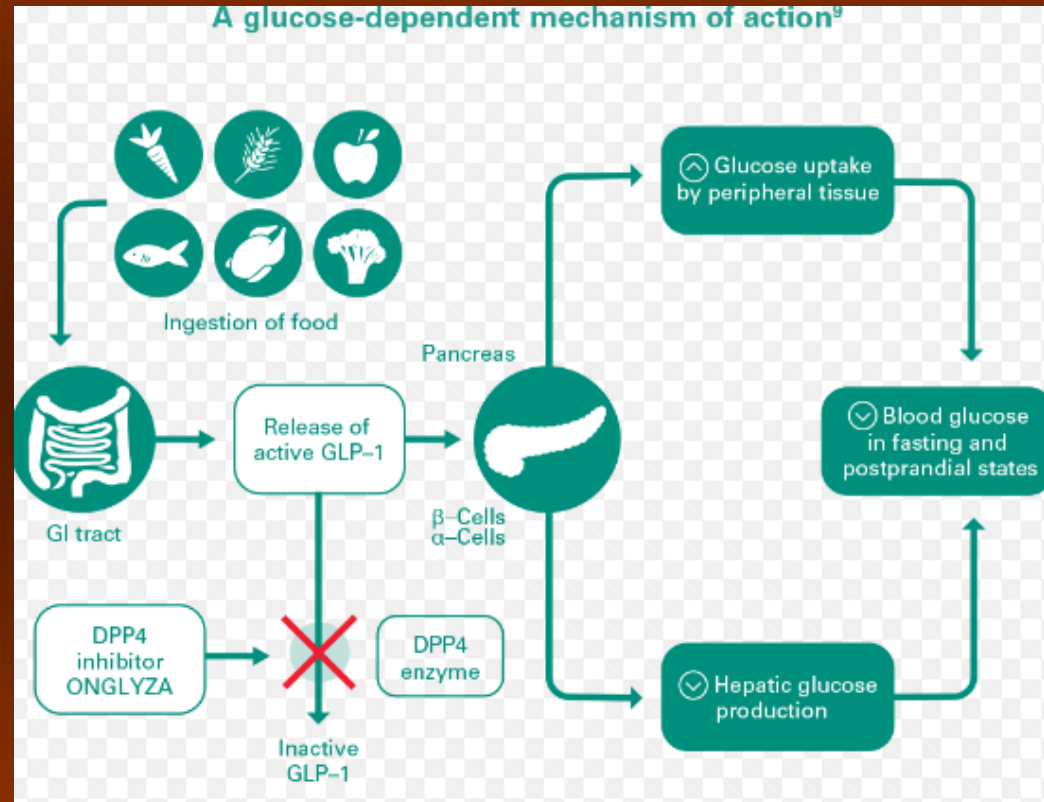 A glucose-dependent mechanism of action⁹
Ingestion of food
GI tract
Release of
active GLP–1
Pancreas
β–Cells
α–Cells
DPP4
inhibitor
ONGLYZA
DPP4
enzyme
Inactive
GLP–1
Glucose uptake
by peripheral tissue
Blood glucose
in fasting and
postprandial states
Hepatic glucose
production